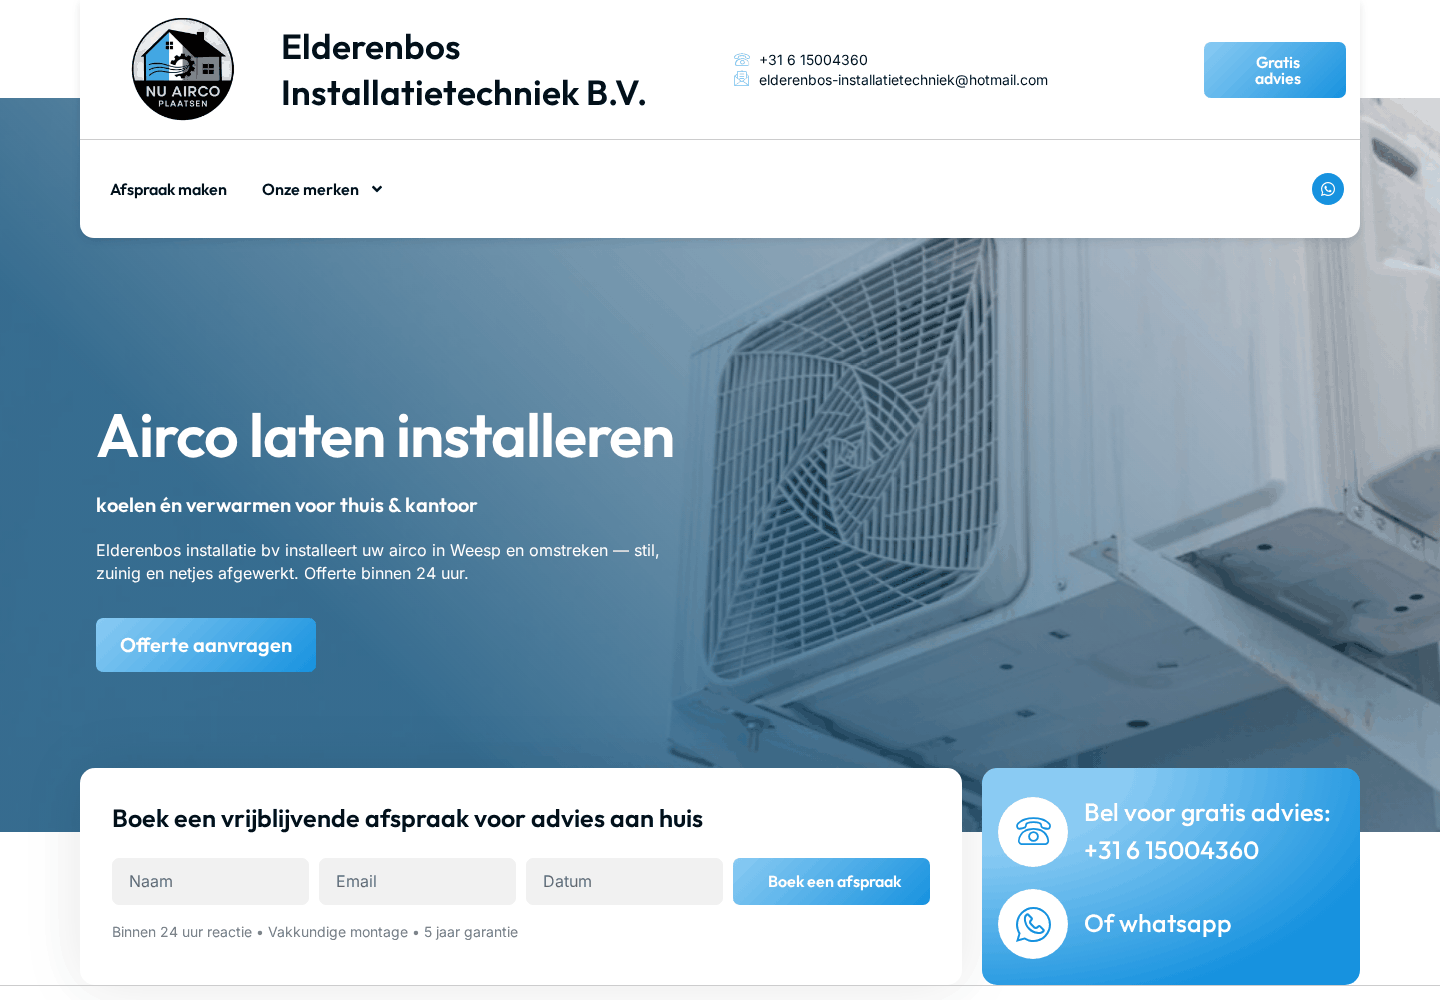 NU AIRCO
PLAATSEN
Elderenbos
Installatietechniek B.V.
+31 6 15004360
elderenbos-installatietechniek@hotmail.com
Gratis
advies
Afspraak maken
Onze merken
Airco laten installeren
koelen én verwarmen voor thuis & kantoor
Elderenbos installatie bv installeert uw airco in Weesp en omstreken — stil,
zuinig en netjes afgewerkt. Offerte binnen 24 uur.
Offerte aanvragen
Boek een vrijblijvende afspraak voor advies aan huis
Naam
Email
Datum
Boek een afspraak
Binnen 24 uur reactie • Vakkundige montage • 5 jaar garantie
Bel voor gratis advies:
+31 6 15004360
Of whatsapp